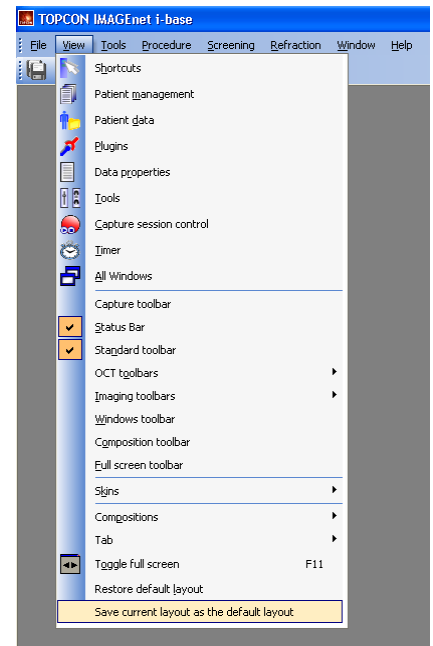 TOPCON IMAGEnet i-base
File View Tools Procedure Screening Refraction Window Help
Shortcuts
Patient management
Patient data
Plugins
Data properties
Tools
Capture session control
Timer
All Windows
Capture toolbar
Status Bar
Standard toolbar
OCT toolbars
Imaging toolbars
Windows toolbar
Composition toolbar
Full screen toolbar
Skins
Compositions
Tab
Toggle full screen F11
Restore default layout
Save current layout as the default layout